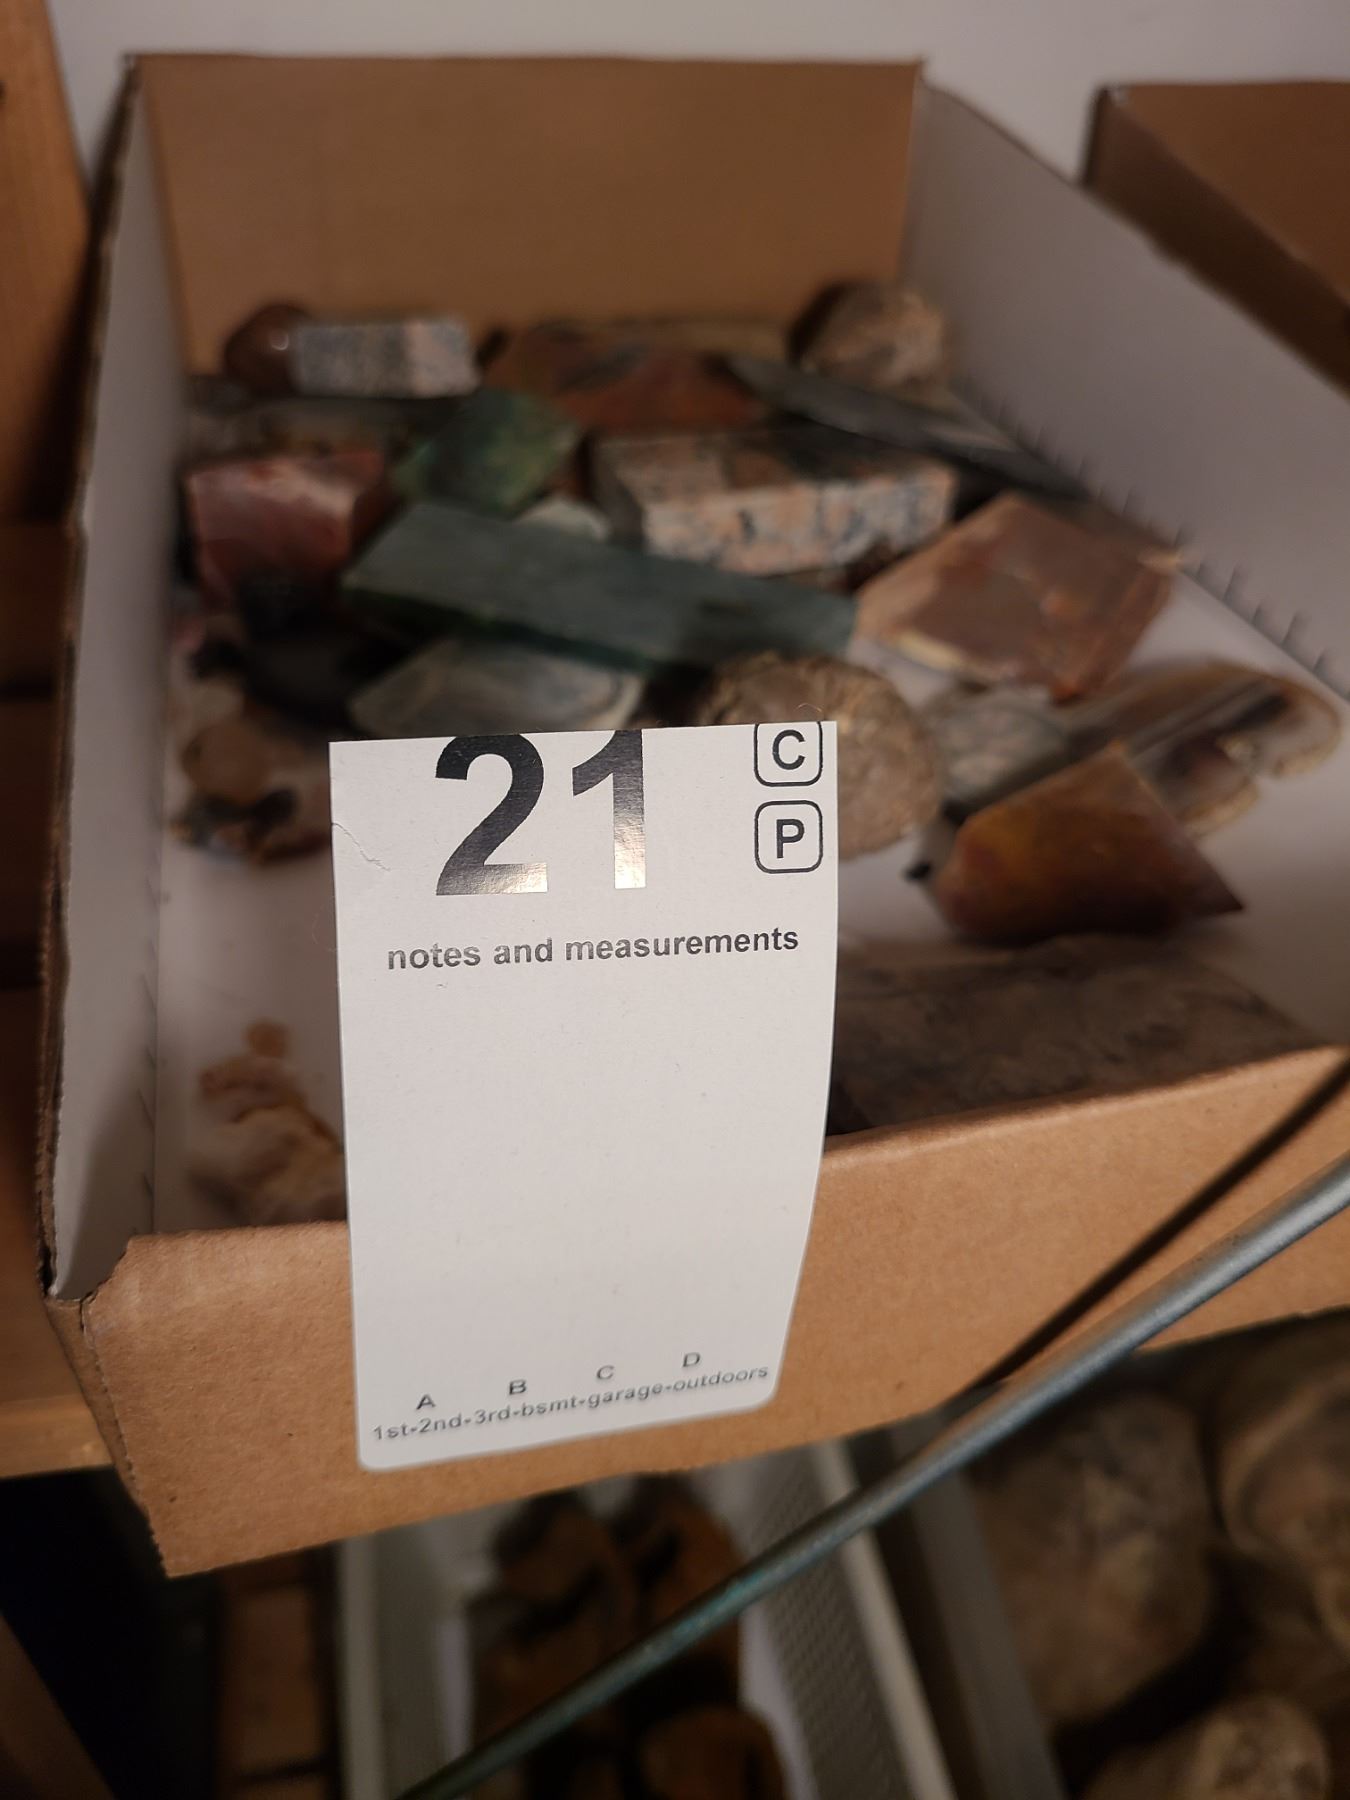 21
C
P
notes and measurements
A B C D
1st-2nd-3rd-bsmt-garage-outdoors